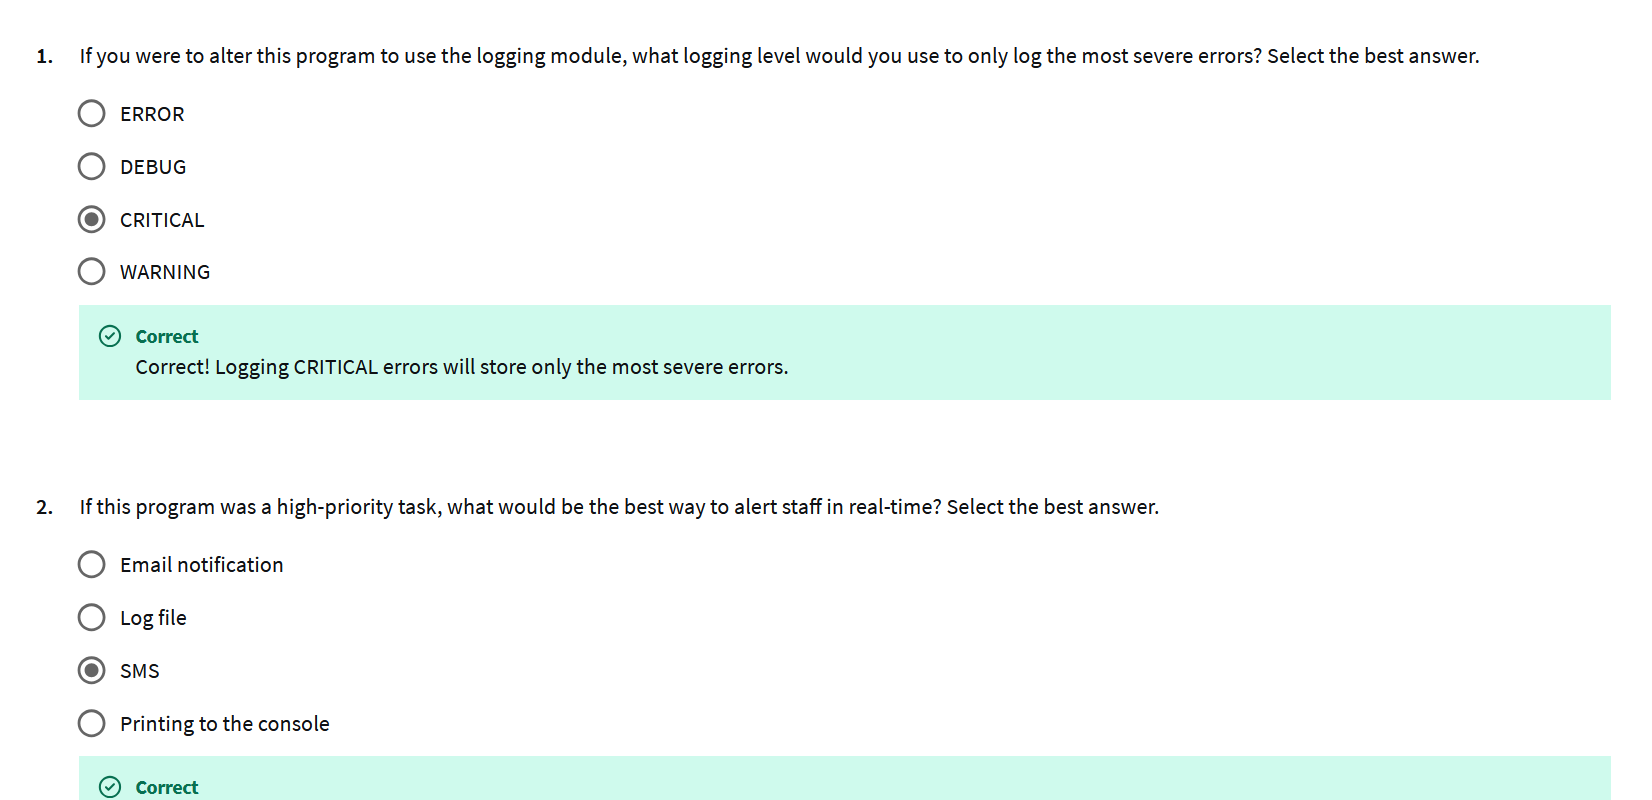 1. If you were to alter this program to use the logging module, what logging level would you use to only log the most severe errors? Select the best answer.
ERROR
DEBUG
CRITICAL
WARNING
Correct
Correct! Logging CRITICAL errors will store only the most severe errors.
2. If this program was a high-priority task, what would be the best way to alert staff in real-time? Select the best answer.
Email notification
Log file
SMS
Printing to the console
Correct